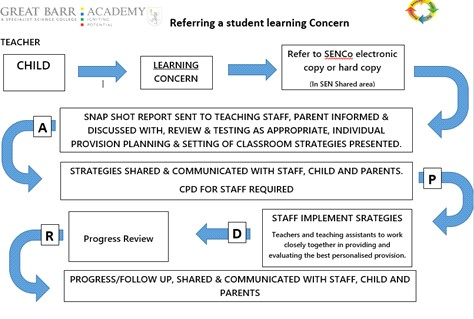 GREAT BARR ACADEMY
A SPECIALIST SCIENCE COLLEGE
IGNITING
POTENTIAL
Referring a student learning Concern
TEACHER
CHILD
LEARNING
CONCERN
Refer to SENCo electronic
copy or hard copy
(In SEN Shared area)
A
SNAP SHOT REPORT SENT TO TEACHING STAFF, PARENT INFORMED &
DISCUSSED WITH, REVIEW & TESTING AS APPROPRIATE, INDIVIDUAL
PROVISION PLANNING & SETTING OF CLASSROOM STRATEGIES PRESENTED.
STRATEGIES SHARED & COMMUNICATED WITH STAFF, CHILD AND PARENTS.
CPD FOR STAFF REQUIRED
P
R
Progress Review
D
STAFF IMPLEMENT SRATEGIES
Teachers and teaching assistants to work
closely together in providing and
evaluating the best personalised provision.
PROGRESS/FOLLOW UP, SHARED & COMMUNICATED WITH STAFF, CHILD AND
PARENTS